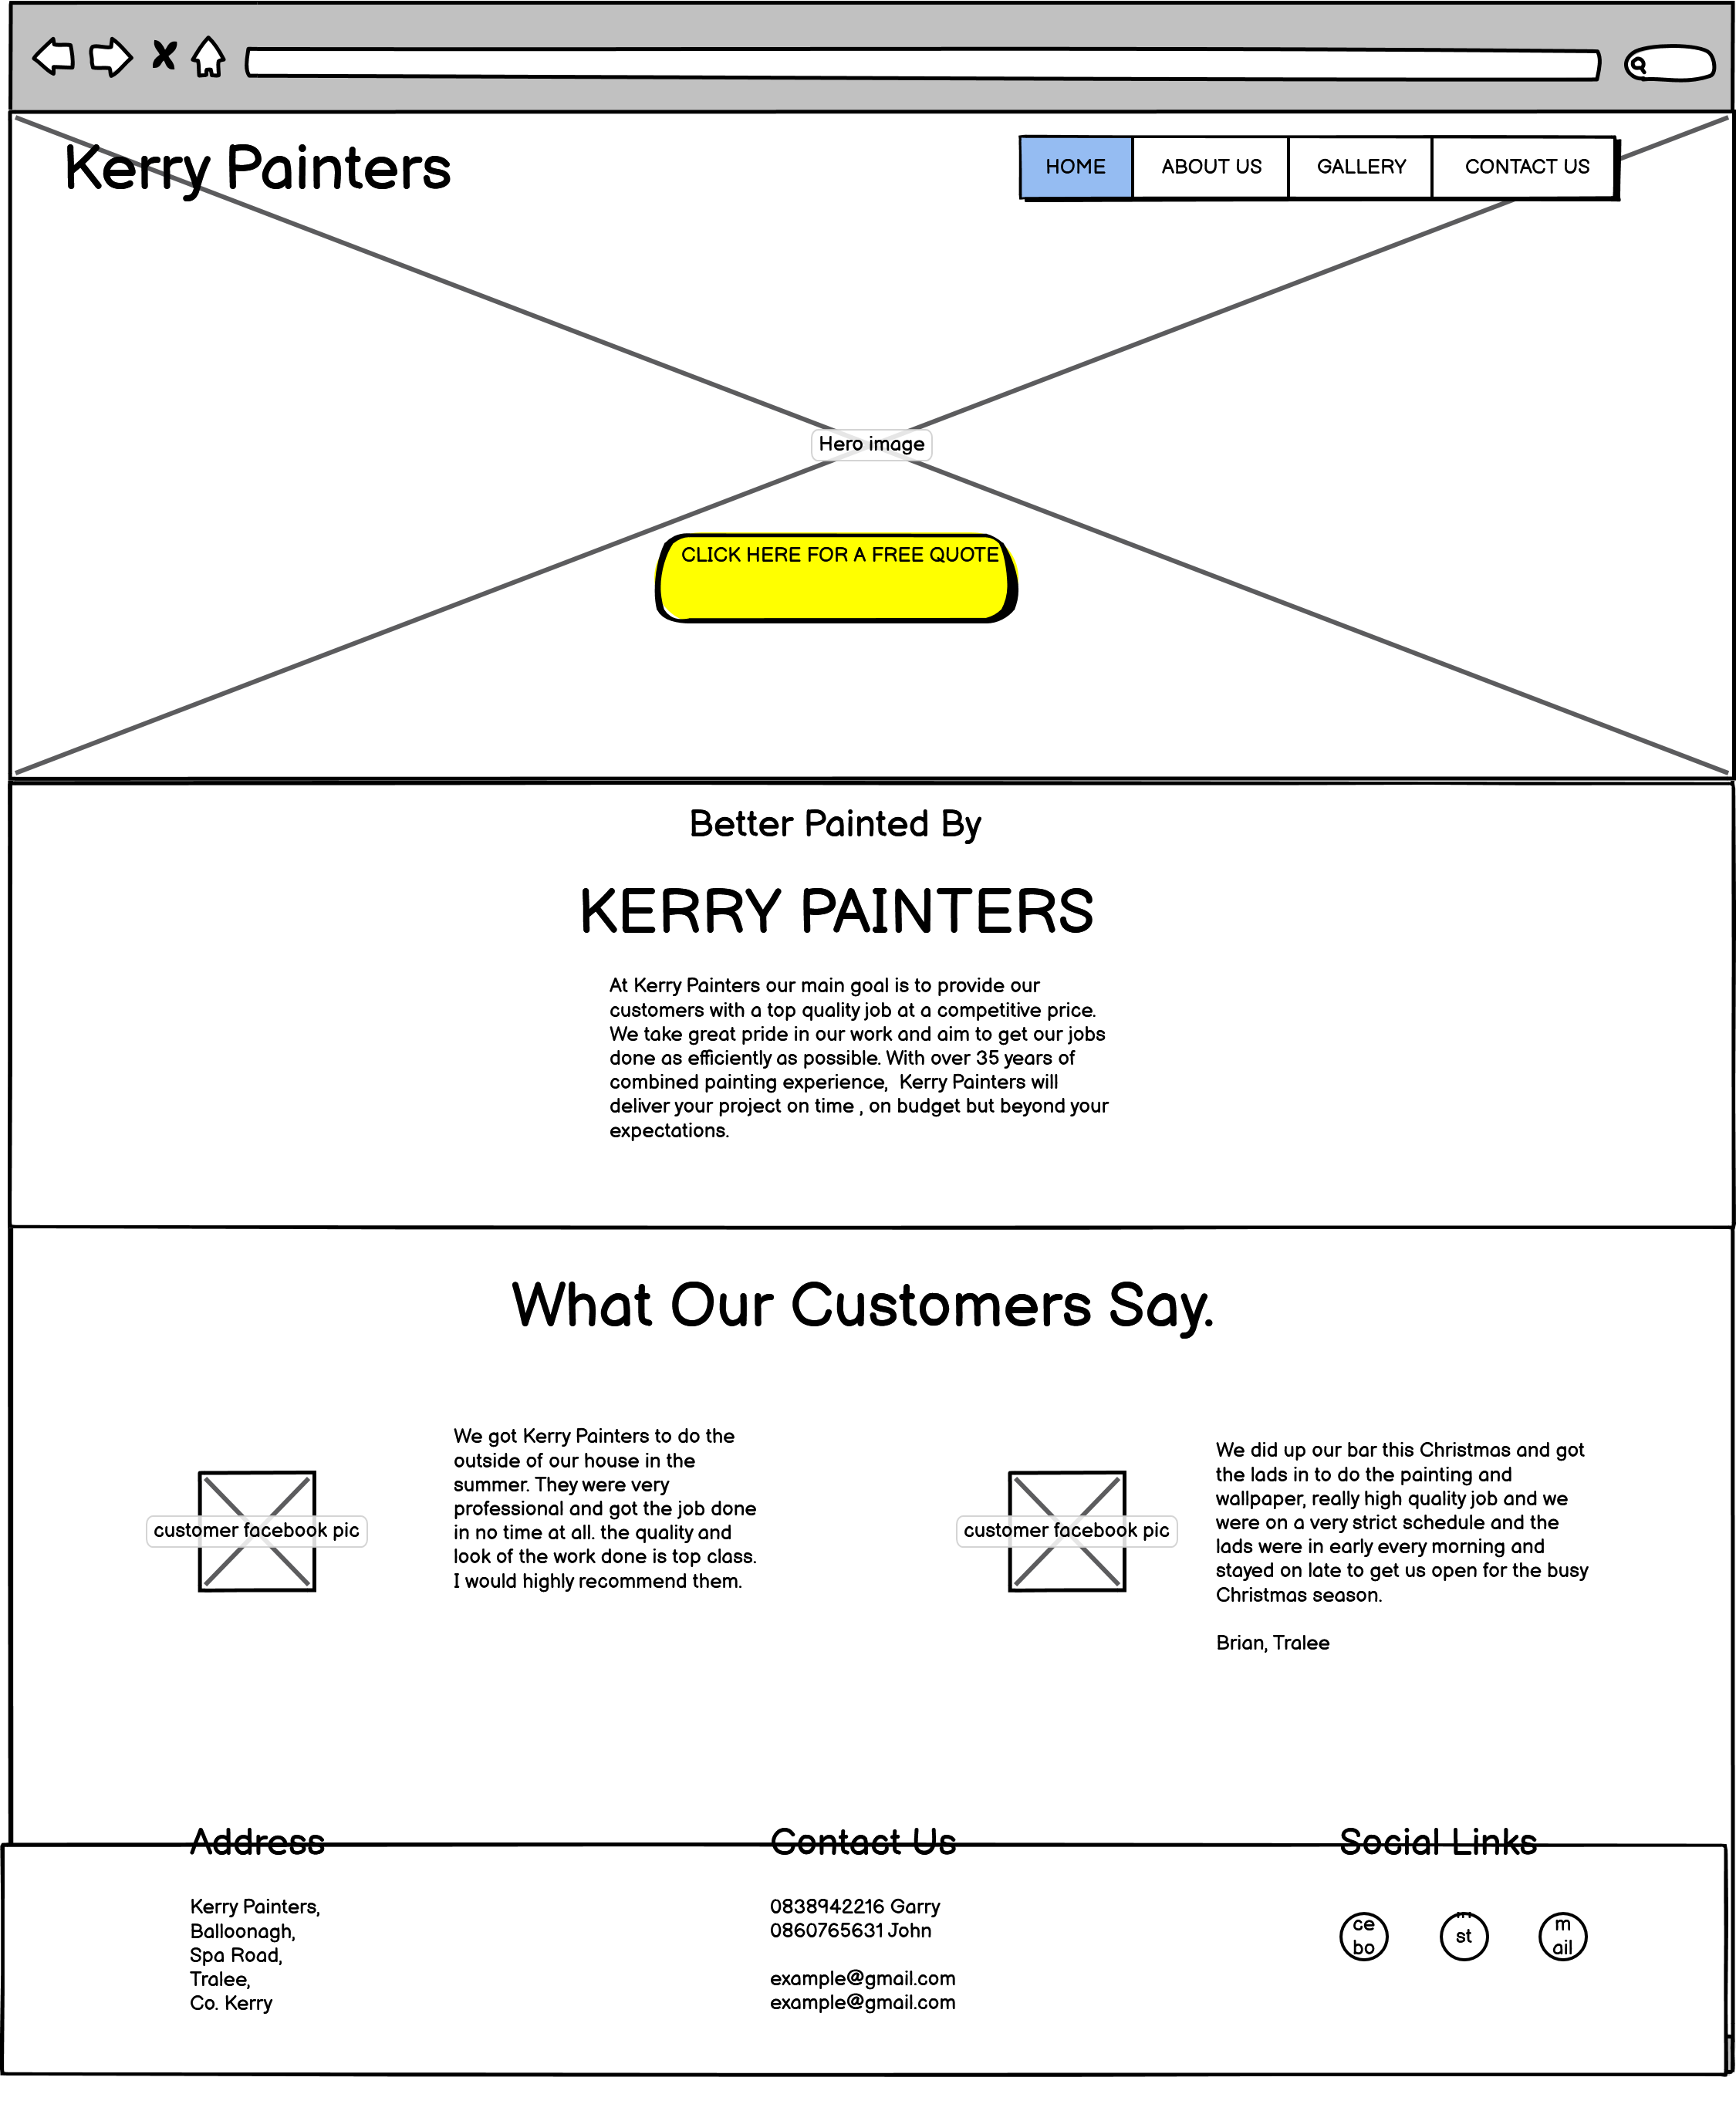 Kerry Painters
HOME
ABOUT US
GALLERY
CONTACT US
Hero image
CLICK HERE FOR A FREE QUOTE
Better Painted By
KERRY PAINTERS
At Kerry Painters our main goal is to provide our
customers with a top quality job at a competitive price.
We take great pride in our work and aim to get our jobs
done as efficiently as possible. With over 35 years of
combined painting experience,  Kerry Painters will
deliver your project on time , on budget but beyond your
expectations.
What Our Customers Say.
customer facebook pic
We got Kerry Painters to do the
outside of our house in the
summer. They were very
professional and got the job done
in no time at all. the quality and
look of the work done is top class.
I would highly recommend them.
customer facebook pic
We did up our bar this Christmas and got
the lads in to do the painting and
wallpaper, really high quality job and we
were on a very strict schedule and the
lads were in early every morning and
stayed on late to get us open for the busy
Christmas season.
Brian, Tralee
Address
Kerry Painters,
Balloonagh,
Spa Road,
Tralee,
Co. Kerry
Contact Us
0838942216 Garry
0860765631 John
example@gmail.com
example@gmail.com
Social Links
ce
bo
st
m
ail